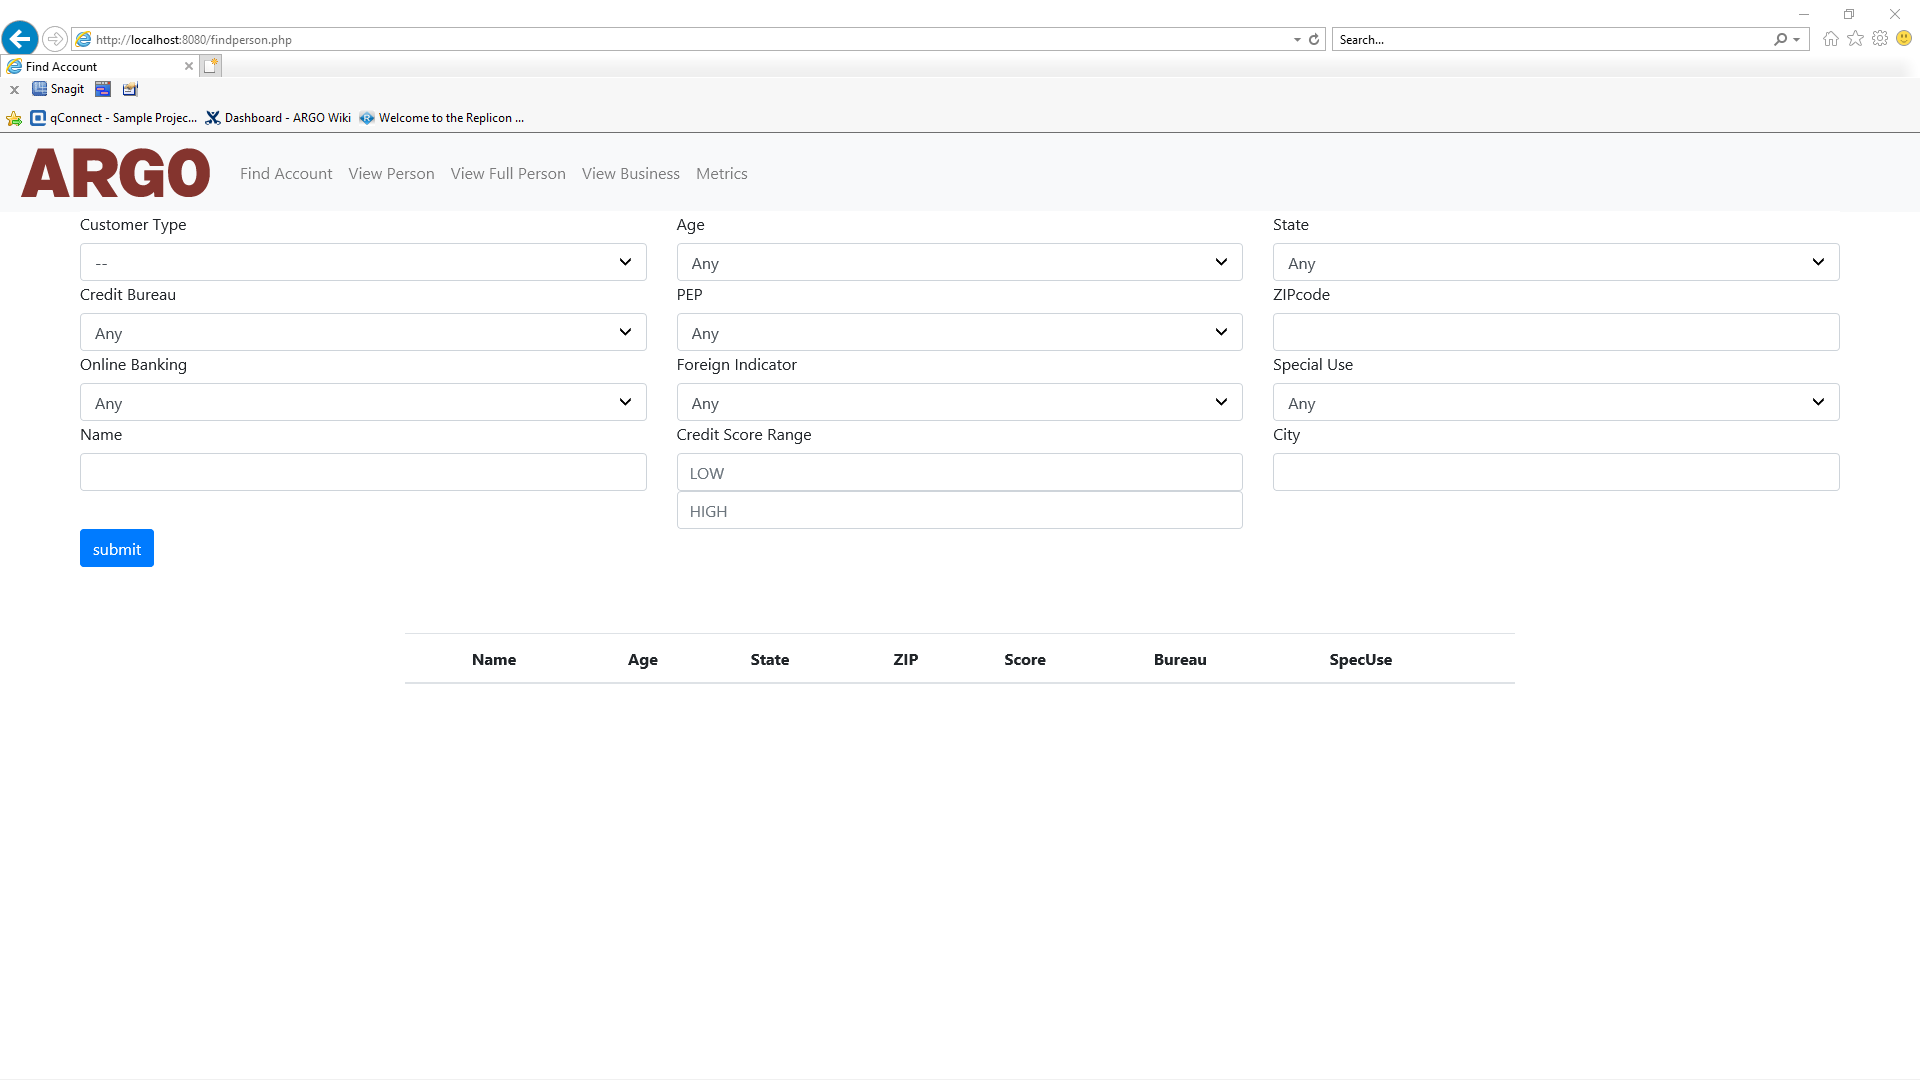 http://localhost:8080/findperson.php
Search...
Find Account
Snagit
qConnect - Sample Projec...
Dashboard - ARGO Wiki
Welcome to the Replicon ...
ARGO
Find Account
View Person
View Full Person
View Business
Metrics
Customer Type
Age
State
--
Any
Any
Credit Bureau
PEP
ZIPcode
Any
Any
Online Banking
Foreign Indicator
Special Use
Any
Any
Any
Name
Credit Score Range
City
LOW
HIGH
submit
Name
Age
State
ZIP
Score
Bureau
SpecUse